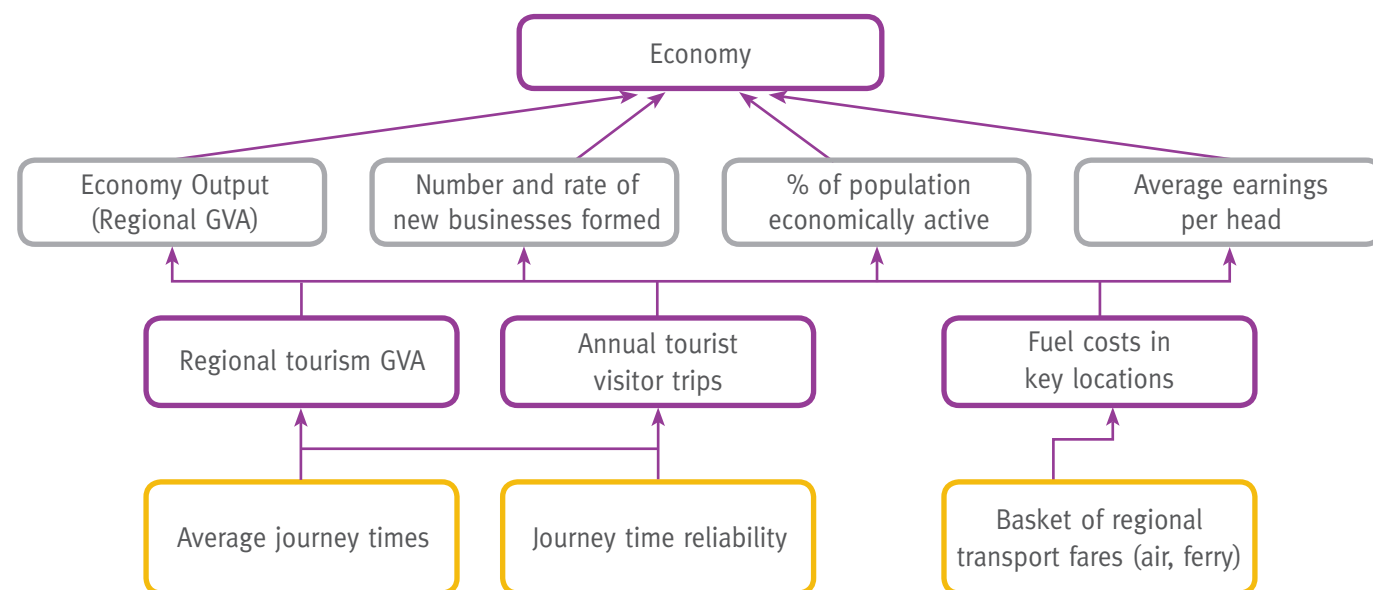 Economy
Economy Output
(Regional GVA)
Number and rate of
new businesses formed
% of population
economically active
Average earnings
per head
Regional tourism GVA
Annual tourist
visitor trips
Fuel costs in
key locations
Average journey times
Journey time reliability
Basket of regional
transport fares (air, ferry)